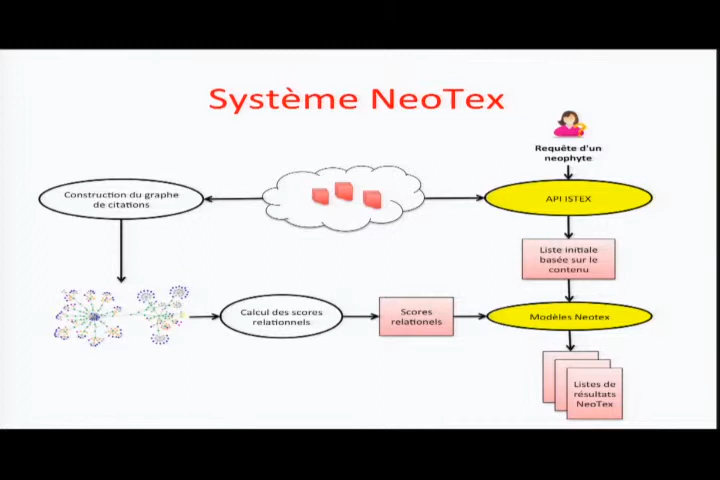 Système NeoTex
Requête d'un
neophyte
Construction du graphe
de citations
API ISTEX
Liste initiale
basée sur le
contenu
Calcul des scores
relationnels
Scores
relationels
Modèles Neotex
Listes de
résultats
NeoTex